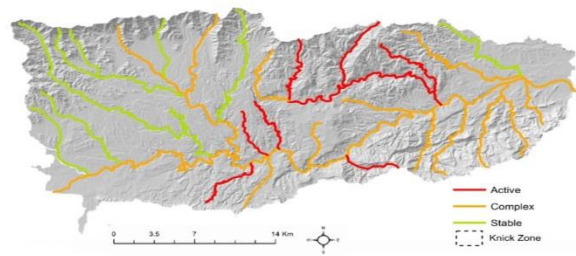 Active
Complex
Stable
Knick Zone
0 3.5 7 14 Km
N
W E
S